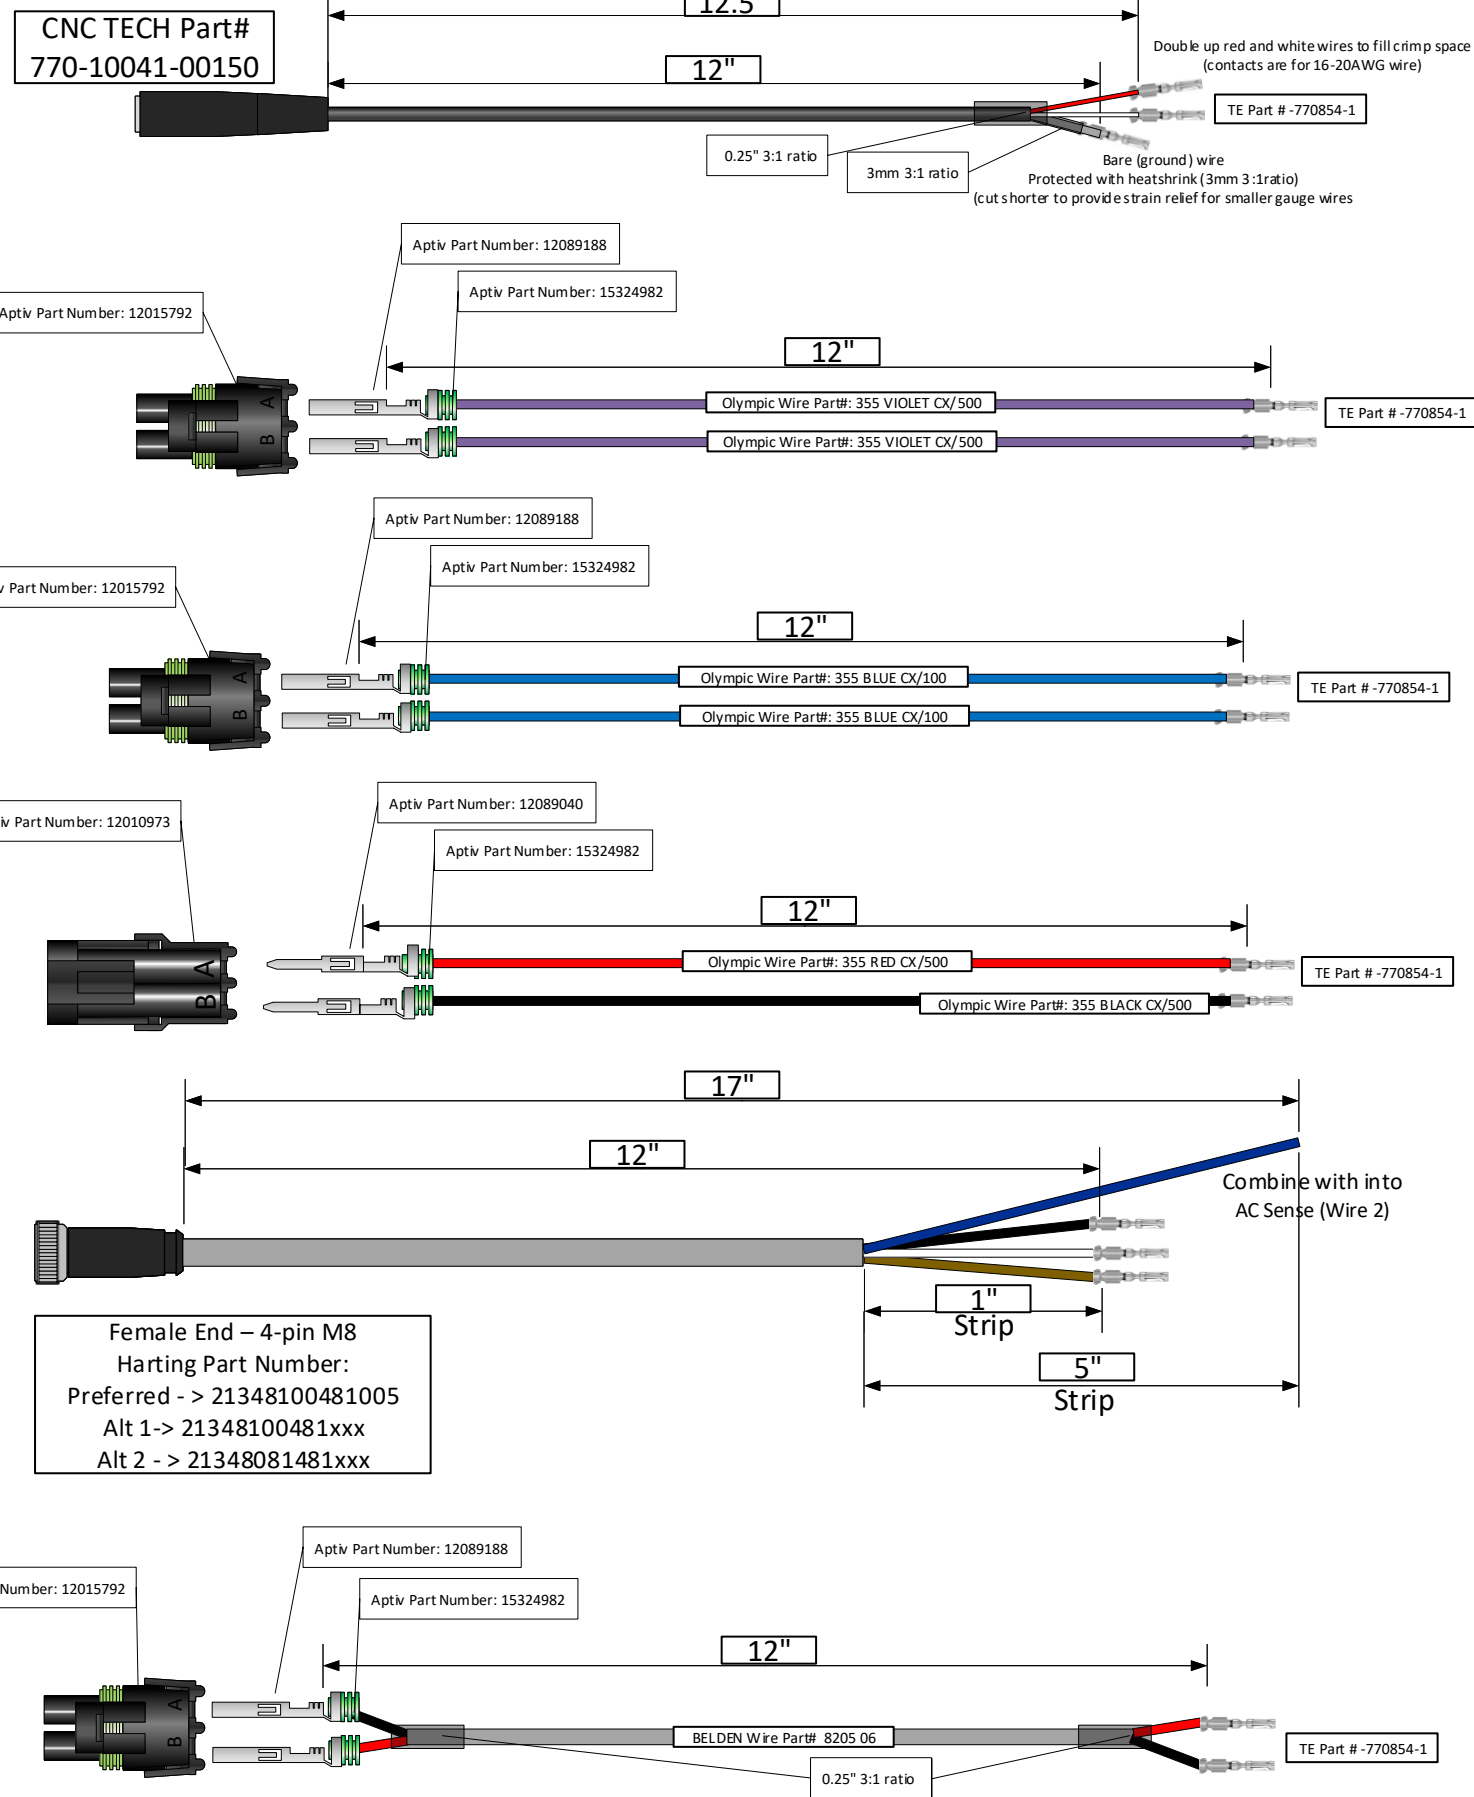 12.5
CNC TECH Part#
770-10041-00150
12"
Double up red and white wires to fill crimp space
(contacts are for 16-20AWG wire)
TE Part # -770854-1
0.25" 3:1 ratio
3mm 3:1 ratio
Bare (ground) wire
Protected with heatshrink (3mm 3:1ratio)
(cut shorter to provide strain relief for smaller gauge wires
Aptiv Part Number: 12089188
Aptiv Part Number: 15324982
Aptiv Part Number: 12015792
12"
A
B
Olympic Wire Part#: 355 VIOLET CX/500
Olympic Wire Part#: 355 VIOLET CX/500
TE Part # -770854-1
Aptiv Part Number: 12089188
Aptiv Part Number: 15324982
v Part Number: 12015792
12"
A
B
Olympic Wire Part#: 355 BLUE CX/100
Olympic Wire Part#: 355 BLUE CX/100
TE Part # -770854-1
Aptiv Part Number: 12089040
iv Part Number: 12010973
Aptiv Part Number: 15324982
12"
A
B
Olympic Wire Part#: 355 RED CX/500
Olympic Wire Part#: 355 BLACK CX/500
TE Part # -770854-1
17"
12"
Combine with into
AC Sense (Wire 2)
1"
Strip
5"
Strip
Female End – 4-pin M8
Harting Part Number:
Preferred - > 21348100481005
Alt 1-> 21348100481xxx
Alt 2 - > 21348081481xxx
Aptiv Part Number: 12089188
Number: 12015792
Aptiv Part Number: 15324982
12"
A
B
BELDEN Wire Part# 8205 06
TE Part # -770854-1
0.25" 3:1 ratio